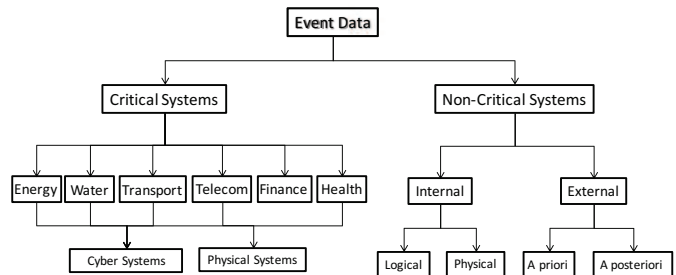 Event Data
Critical Systems
Non-Critical Systems
Energy
Water
Transport
Telecom
Finance
Health
Internal
External
Cyber Systems
Physical Systems
Logical
Physical
A priori
A posteriori